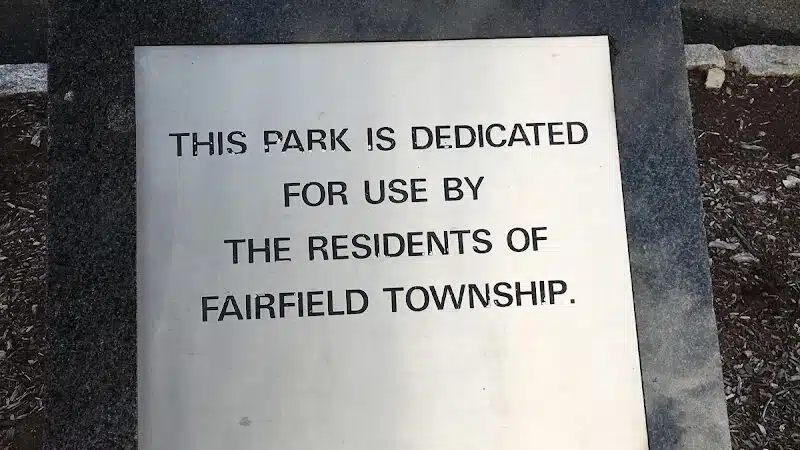 THIS PARK IS DEDICATED
FOR USE BY
THE RESIDENTS OF
FAIRFIELD TOWNSHIP.